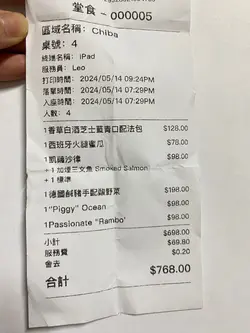 堂食 - 000005
區域名稱: Chiba
桌號: 4
終端名稱: iPad
服務員: Leo
打印時間: 2024/05/14 09:29PM
落單時間: 2024/05/14 07:24PM
入座時間: 2024/05/14 07:24PM
人數: 4
1香草白酒芝士藍青口配法包 $128.00
1西班牙火腿蜜瓜 $78.00
1凱撒沙律 $98.00
+ 加煙三文魚 Smoked Salmon
+ 標準
1德國鹹豬手配酸野菜 $198.00
1"Piggy" Ocean $98.00
1Passionate "Rambo" $98.00
小計 $698.00
服務費 $69.80
會去 $0.20
合計 $768.00